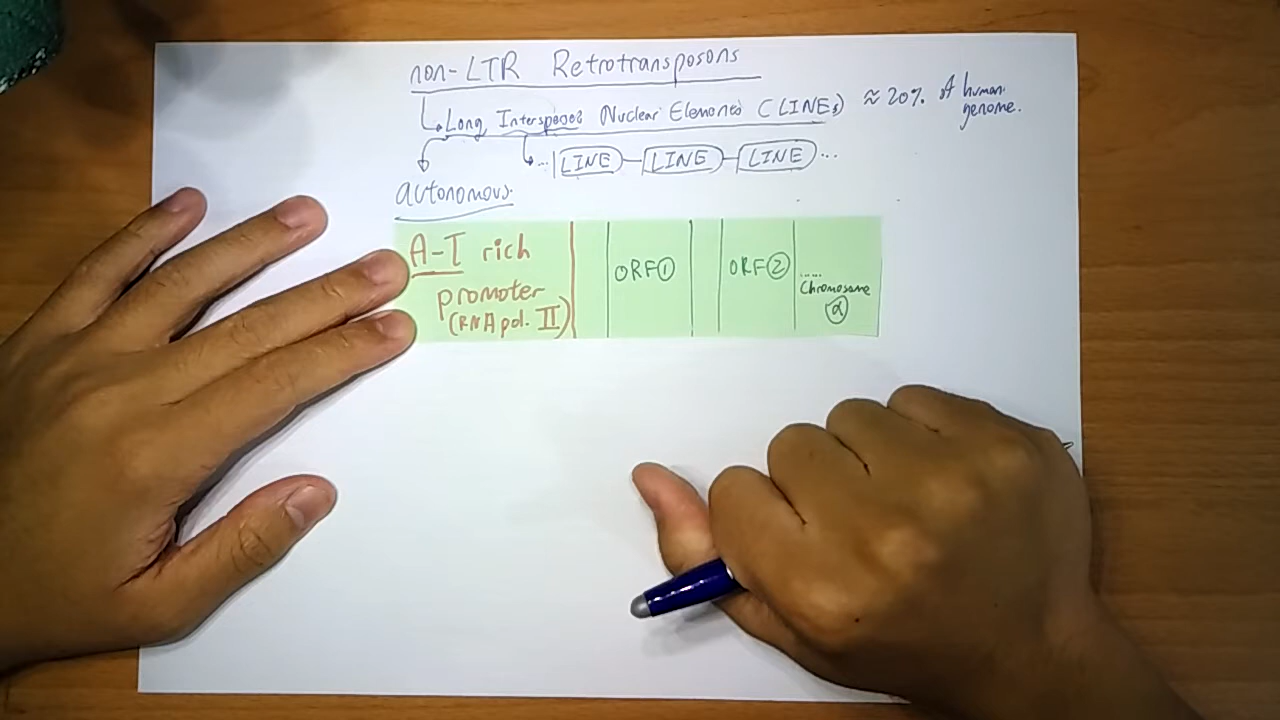 non-LTR Retrotransposons
Long Interspesed Nuclear Elements (LINEs) ≈ 20% of human genome.
... LINE LINE LINE ...
autonomous
A-T rich
promoter
(RNA pol. II)
ORF①
ORF②
......
Chromosome
α